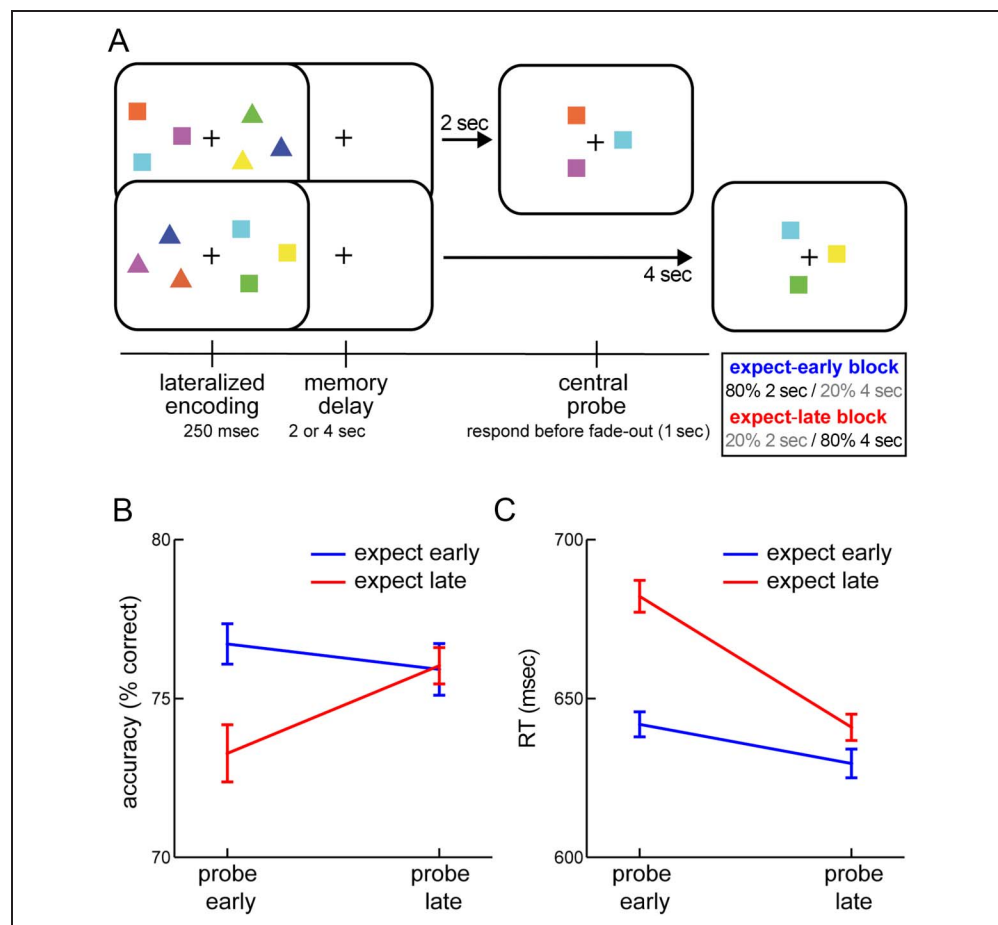 A
2 sec
4 sec
lateralized
encoding
250 msec
memory
delay
2 or 4 sec
central
probe
respond before fade-out (1 sec)
expect-early block
80% 2 sec / 20% 4 sec
expect-late block
20% 2 sec / 80% 4 sec
B
80
75
70
accuracy (% correct)
expect early
expect late
probe
early
probe
late
C
700
650
600
RT (msec)
expect early
expect late
probe
early
probe
late